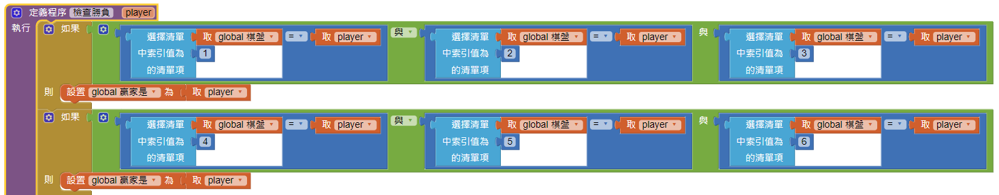 定義程序 檢查勝負 player
執行 如果 選擇清單 取 global 棋盤 = 取 player 與 選擇清單 取 global 棋盤 = 取 player 與 選擇清單 取 global 棋盤 = 取 player
中索引值為 1 中索引值為 2 中索引值為 3
的清單項 的清單項 的清單項
則 設置 global 贏家是 為 取 player
如果 選擇清單 取 global 棋盤 = 取 player 與 選擇清單 取 global 棋盤 = 取 player 與 選擇清單 取 global 棋盤 = 取 player
中索引值為 4 中索引值為 5 中索引值為 6
的清單項 的清單項 的清單項
則 設置 global 贏家是 為 取 player